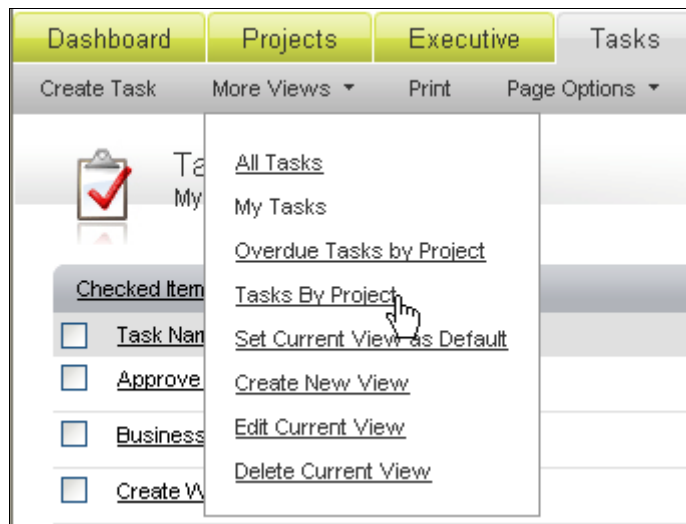 Dashboard Projects Executive Tasks
Create Task More Views Print Page Options
All Tasks
My
My Tasks
Overdue Tasks by Project
Checked Item
Tasks By Project
Task Nam
Set Current View as Default
Approve
Create New View
Business
Edit Current View
Delete Current View
Create W